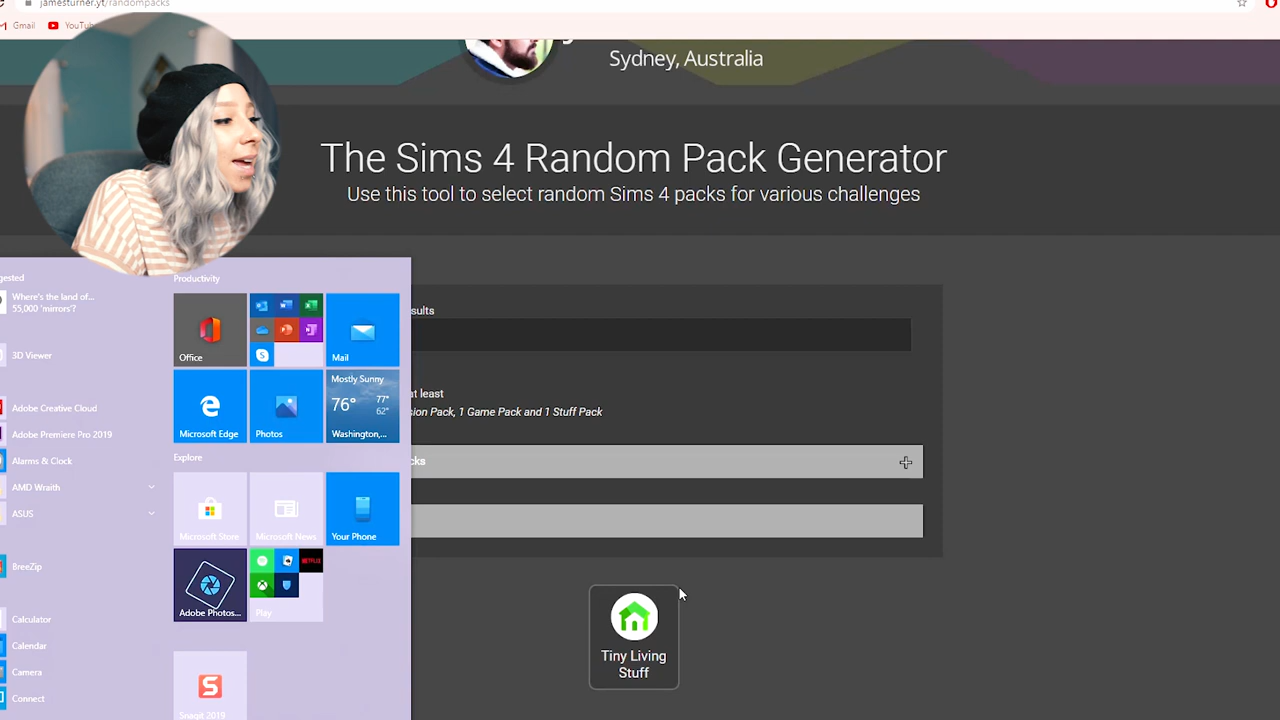 jamesturner.yt/randompacks
Gmail
YouTube
Sydney, Australia
The Sims 4 Random Pack Generator
Use this tool to select random Sims 4 packs for various challenges
Productivity
Where's the land of...
55,000 'mirrors'?
3D Viewer
Adobe Creative Cloud
Adobe Premiere Pro 2019
Alarms & Clock
AMD Wraith
ASUS
BreeZip
Calculator
Calendar
Camera
Connect
Office
Mail
Microsoft Edge
Photos
Mostly Sunny
76°
77°
62°
Washington,...
Explore
Microsoft Store
Microsoft News
Your Phone
Adobe Photos...
NETFLIX
Play
Snagit 2019
at least
1 Game Pack and 1 Stuff Pack
Tiny Living
Stuff